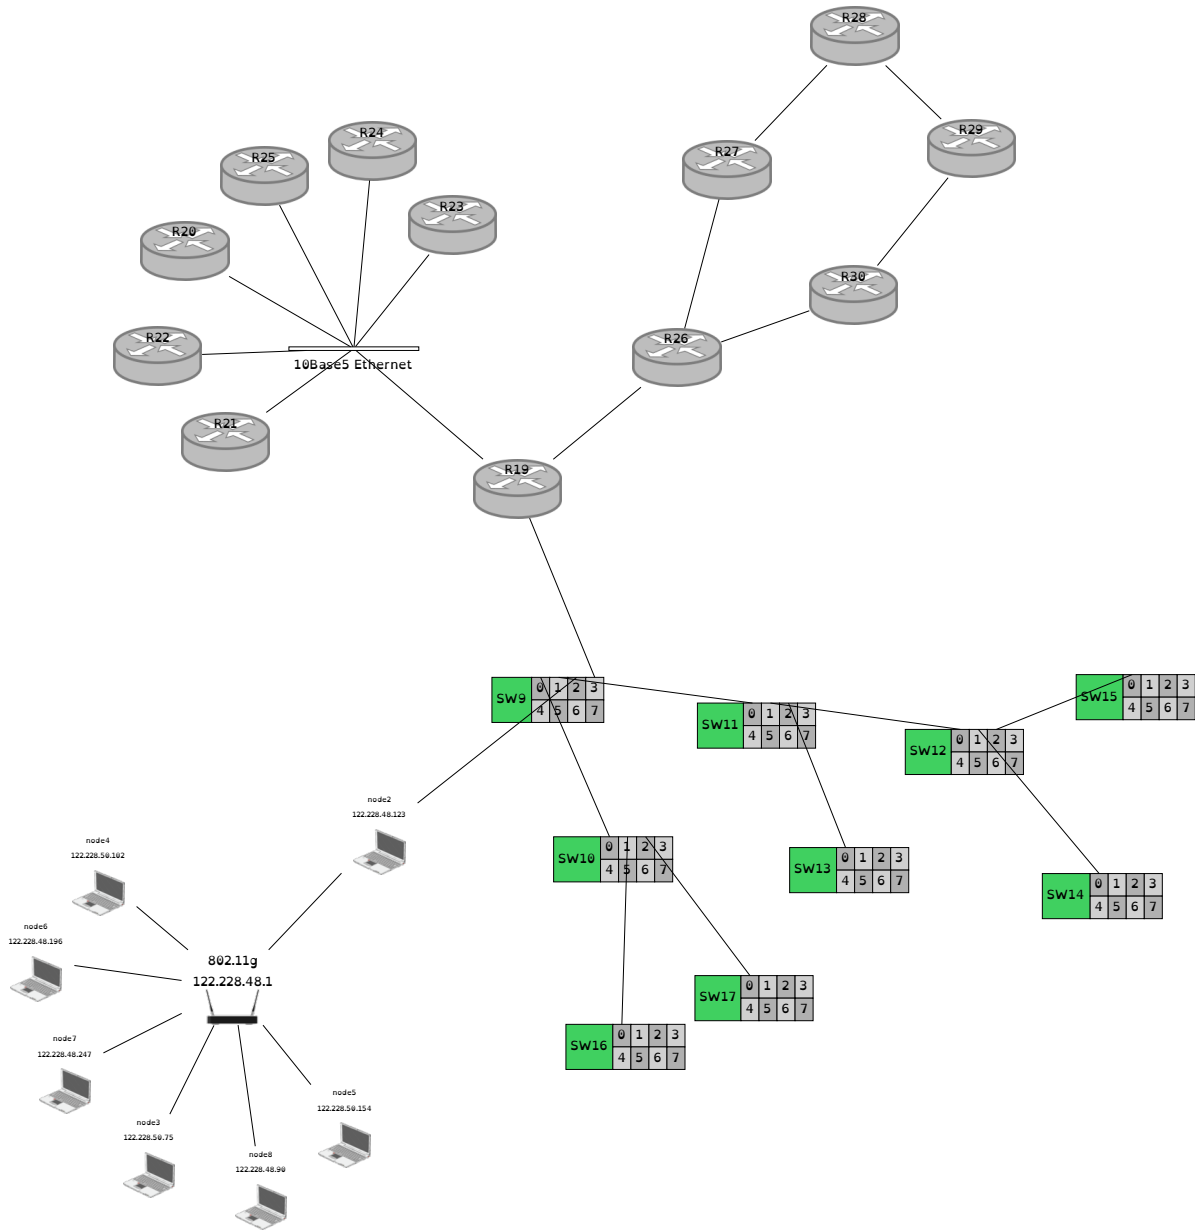 R28
R24
R29
R27
R25
R23
R20
R30
R22
R26
10Base5 Ethernet
R21
R19
SW9 0 1 2 3
4 5 6 7
SW15 0 1 2 3
4 5 6 7
SW11 0 1 2 3
4 5 6 7
SW12 0 1 2 3
4 5 6 7
node2
122.228.48.123
node4
122.228.50.102
SW10 0 1 2 3
4 5 6 7
SW13 0 1 2 3
4 5 6 7
SW14 0 1 2 3
4 5 6 7
node6
122.228.48.196
802.11g
122.228.48.1
SW17 0 1 2 3
4 5 6 7
SW16 0 1 2 3
4 5 6 7
node7
122.228.48.247
node5
122.228.50.154
node3
122.228.50.75
node8
122.228.48.90